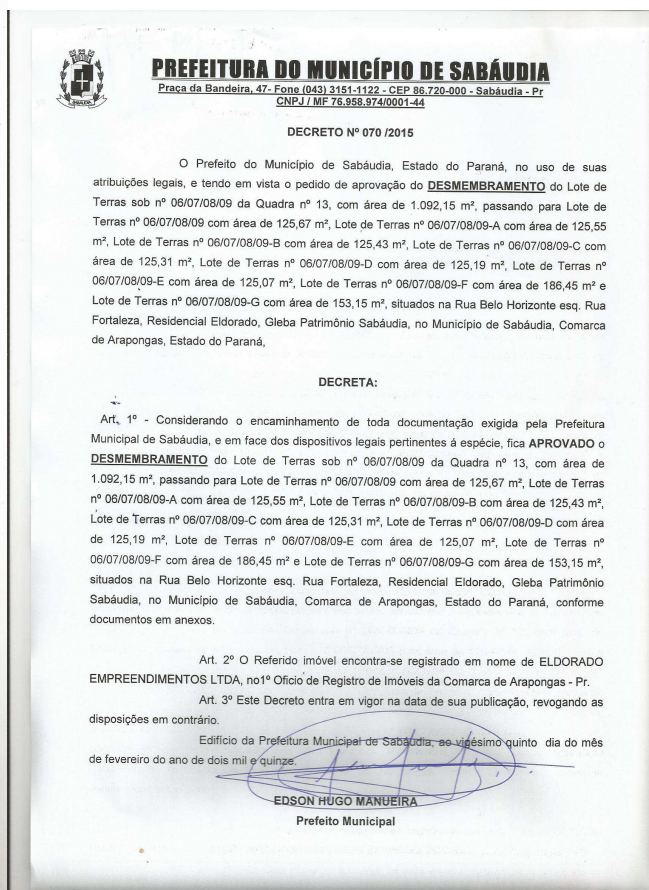 PREFEITURA DO MUNICÍPIO DE SABÁUDIA
Praça da Bandeira, 47- Fone (043) 3151-1122 - CEP 86.720-000 - Sabáudia - Pr
CNPJ / MF 76.958.974/0001-44
DECRETO Nº 070 /2015
O Prefeito do Município de Sabáudia, Estado do Paraná, no uso de suas
atribuições legais, e tendo em vista o pedido de aprovação do DESMEMBRAMENTO do Lote de
Terras sob nº 06/07/08/09 da Quadra nº 13, com área de 1.092,15 m², passando para Lote de
Terras nº 06/07/08/09 com área de 125,67 m², Lote de Terras nº 06/07/08/09-A com área de 125,55
m², Lote de Terras nº 06/07/08/09-B com área de 125,43 m², Lote de Terras nº 06/07/08/09-C com
área de 125,31 m², Lote de Terras nº 06/07/08/09-D com área de 125,19 m², Lote de Terras nº
06/07/08/09-E com área de 125,07 m², Lote de Terras nº 06/07/08/09-F com área de 186,45 m² e
Lote de Terras nº 06/07/08/09-G com área de 153,15 m², situados na Rua Belo Horizonte esq. Rua
Fortaleza, Residencial Eldorado, Gleba Patrimônio Sabáudia, no Município de Sabáudia, Comarca
de Arapongas, Estado do Paraná,
DECRETA:
Art. 1º - Considerando o encaminhamento de toda documentação exigida pela Prefeitura
Municipal de Sabáudia, e em face dos dispositivos legais pertinentes á espécie, fica APROVADO o
DESMEMBRAMENTO do Lote de Terras sob nº 06/07/08/09 da Quadra nº 13, com área de
1.092,15 m², passando para Lote de Terras nº 06/07/08/09 com área de 125,67 m², Lote de Terras
nº 06/07/08/09-A com área de 125,55 m², Lote de Terras nº 06/07/08/09-B com área de 125,43 m²,
Lote de Terras nº 06/07/08/09-C com área de 125,31 m², Lote de Terras nº 06/07/08/09-D com área
de 125,19 m², Lote de Terras nº 06/07/08/09-E com área de 125,07 m², Lote de Terras nº
06/07/08/09-F com área de 186,45 m² e Lote de Terras nº 06/07/08/09-G com área de 153,15 m²,
situados na Rua Belo Horizonte esq. Rua Fortaleza, Residencial Eldorado, Gleba Patrimônio
Sabáudia, no Município de Sabáudia, Comarca de Arapongas, Estado do Paraná, conforme
documentos em anexos.
Art. 2º O Referido imóvel encontra-se registrado em nome de ELDORADO
EMPREENDIMENTOS LTDA, no1º Oficio de Registro de Imóveis da Comarca de Arapongas - Pr.
Art. 3º Este Decreto entra em vigor na data de sua publicação, revogando as
disposições em contrário.
Edifício da Prefeitura Municipal de Sabáudia, ao vigésimo quinto dia do mês
de fevereiro do ano de dois mil e quinze.
EDSON HUGO MANUEIRA
Prefeito Municipal